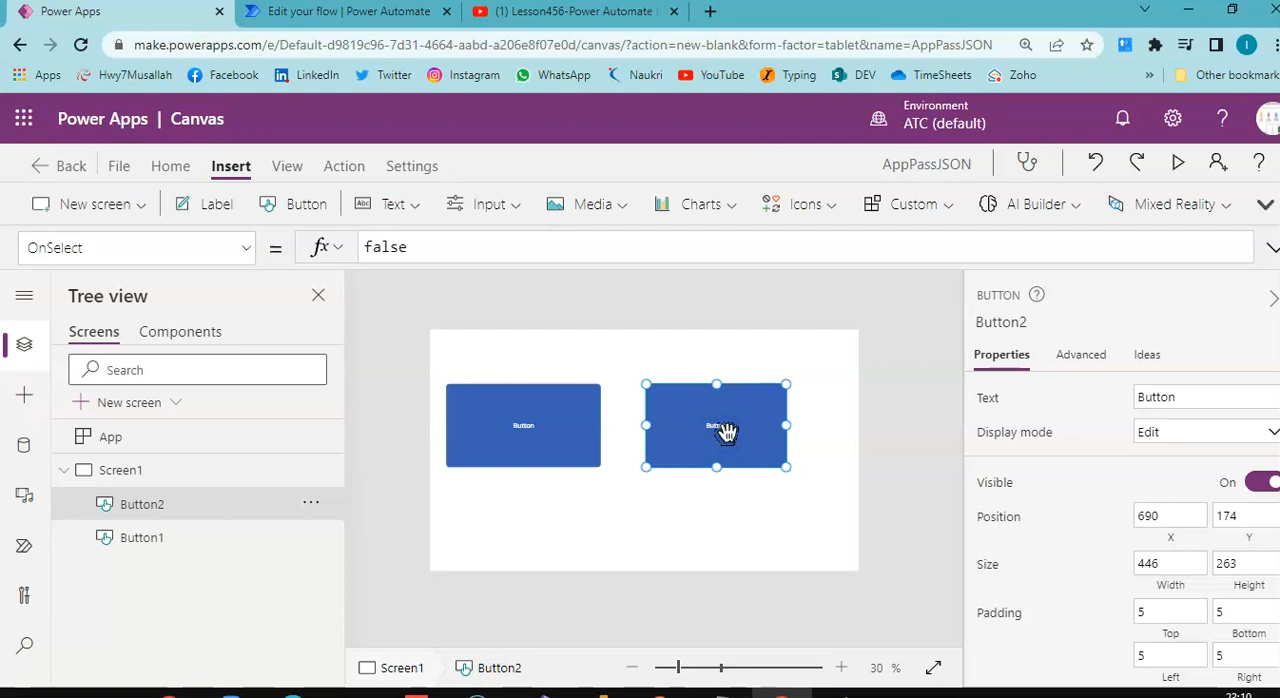 Power Apps
Edit your flow | Power Automate
(1) Lesson456-Power Automate
make.powerapps.com/e/Default-d9819c96-7d31-4664-aabd-a206e8f07e0d/canvas/?action=new-blank&form-factor=tablet&name=AppPassJSON
Apps Hwy7Musallah Facebook LinkedIn Twitter Instagram WhatsApp Naukri YouTube Typing DEV TimeSheets Zoho » Other bookmark
Power Apps | Canvas
Environment
ATC (default)
Back File Home Insert View Action Settings AppPassJSON
New screen Label Button Text Input Media Charts Icons Custom AI Builder Mixed Reality
OnSelect = fx false
Tree view
Screens Components
Search
New screen
App
Screen1
Button2 ...
Button1
Button
BUTTON
Button2
Properties Advanced Ideas
Text Button
Display mode Edit
Visible On
Position 690 174
X Y
Size 446 263
Width Height
Padding 5 5
Top Bottom
5 5
Left Right
Screen1 Button2 30 %
22:10